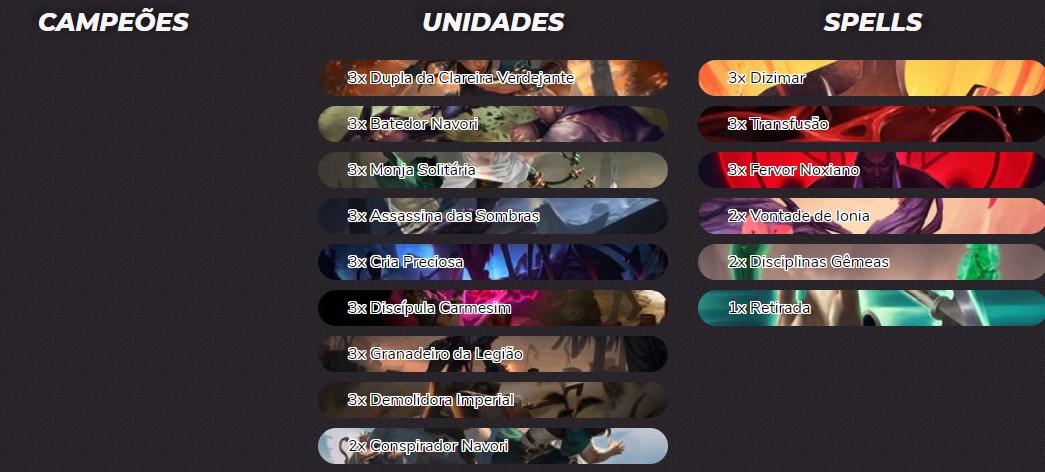 CAMPEÕES
UNIDADES
3x Dupla da Clareira Verdejante
3x Batedor Navori
3x Monja Solitária
3x Assassina das Sombras
3x Cria Preciosa
3x Discípula Carmesim
3x Granadeiro da Legião
3x Demolidora Imperial
2x Conspirador Navori
SPELLS
3x Dizimar
3x Transfusão
3x Fervor Noxiano
2x Vontade de Ionia
2x Disciplinas Gêmeas
1x Retirada